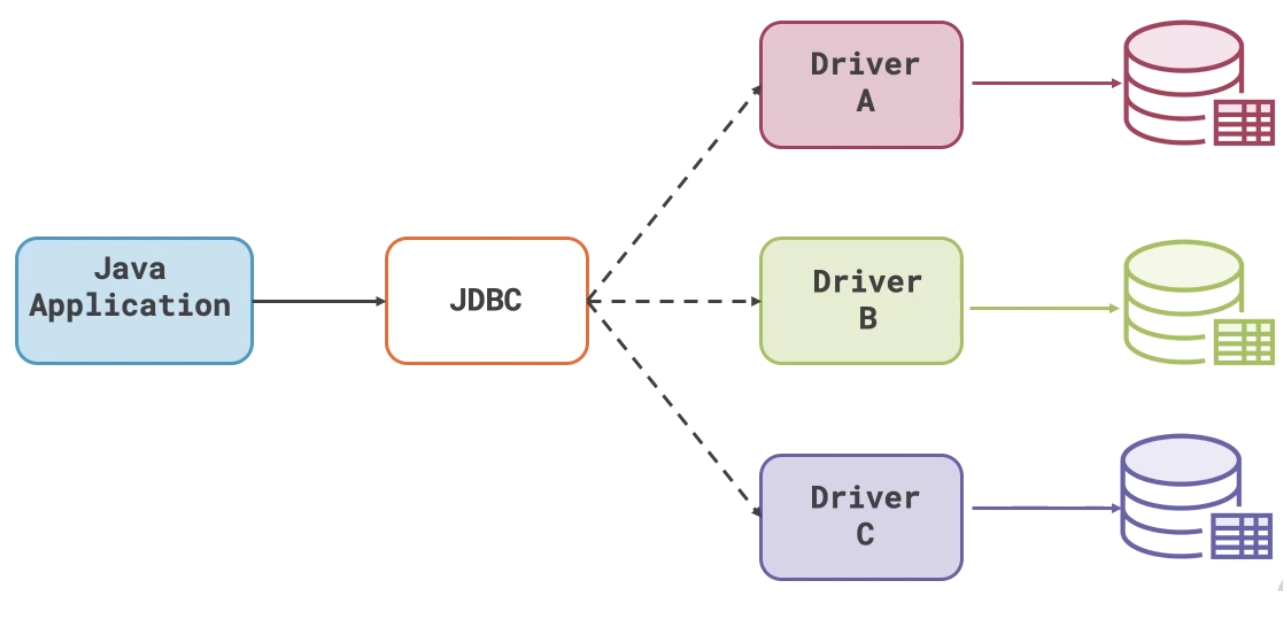 Java
Application
JDBC
Driver
A
Driver
B
Driver
C